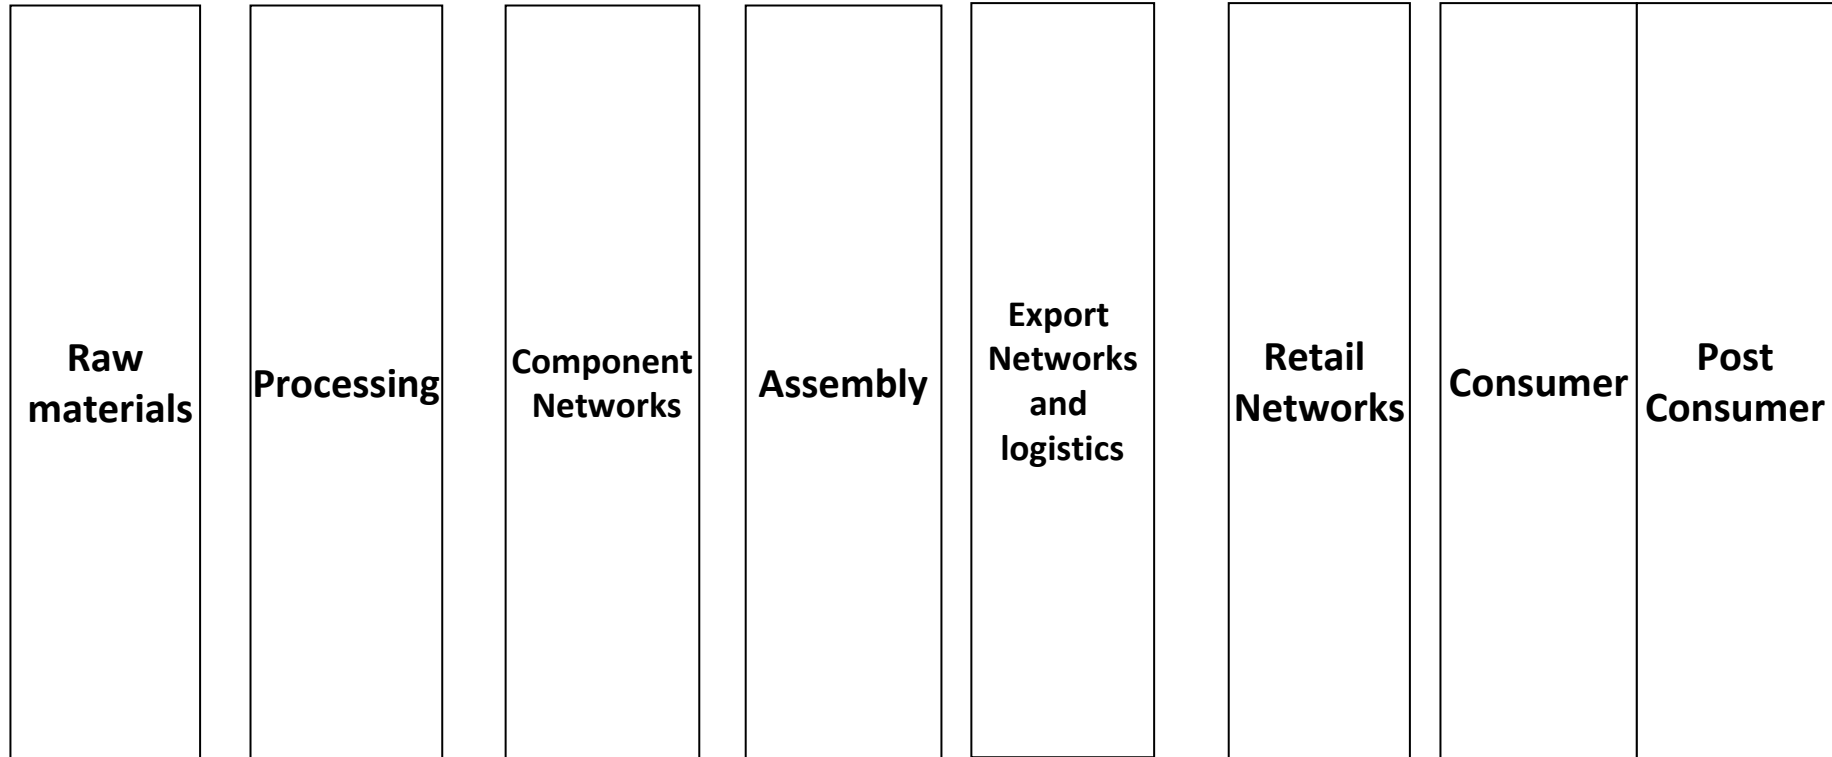 Raw
materials
Processing
Component
Networks
Assembly
Export
Networks
and
logistics
Retail
Networks
Consumer
Post
Consumer